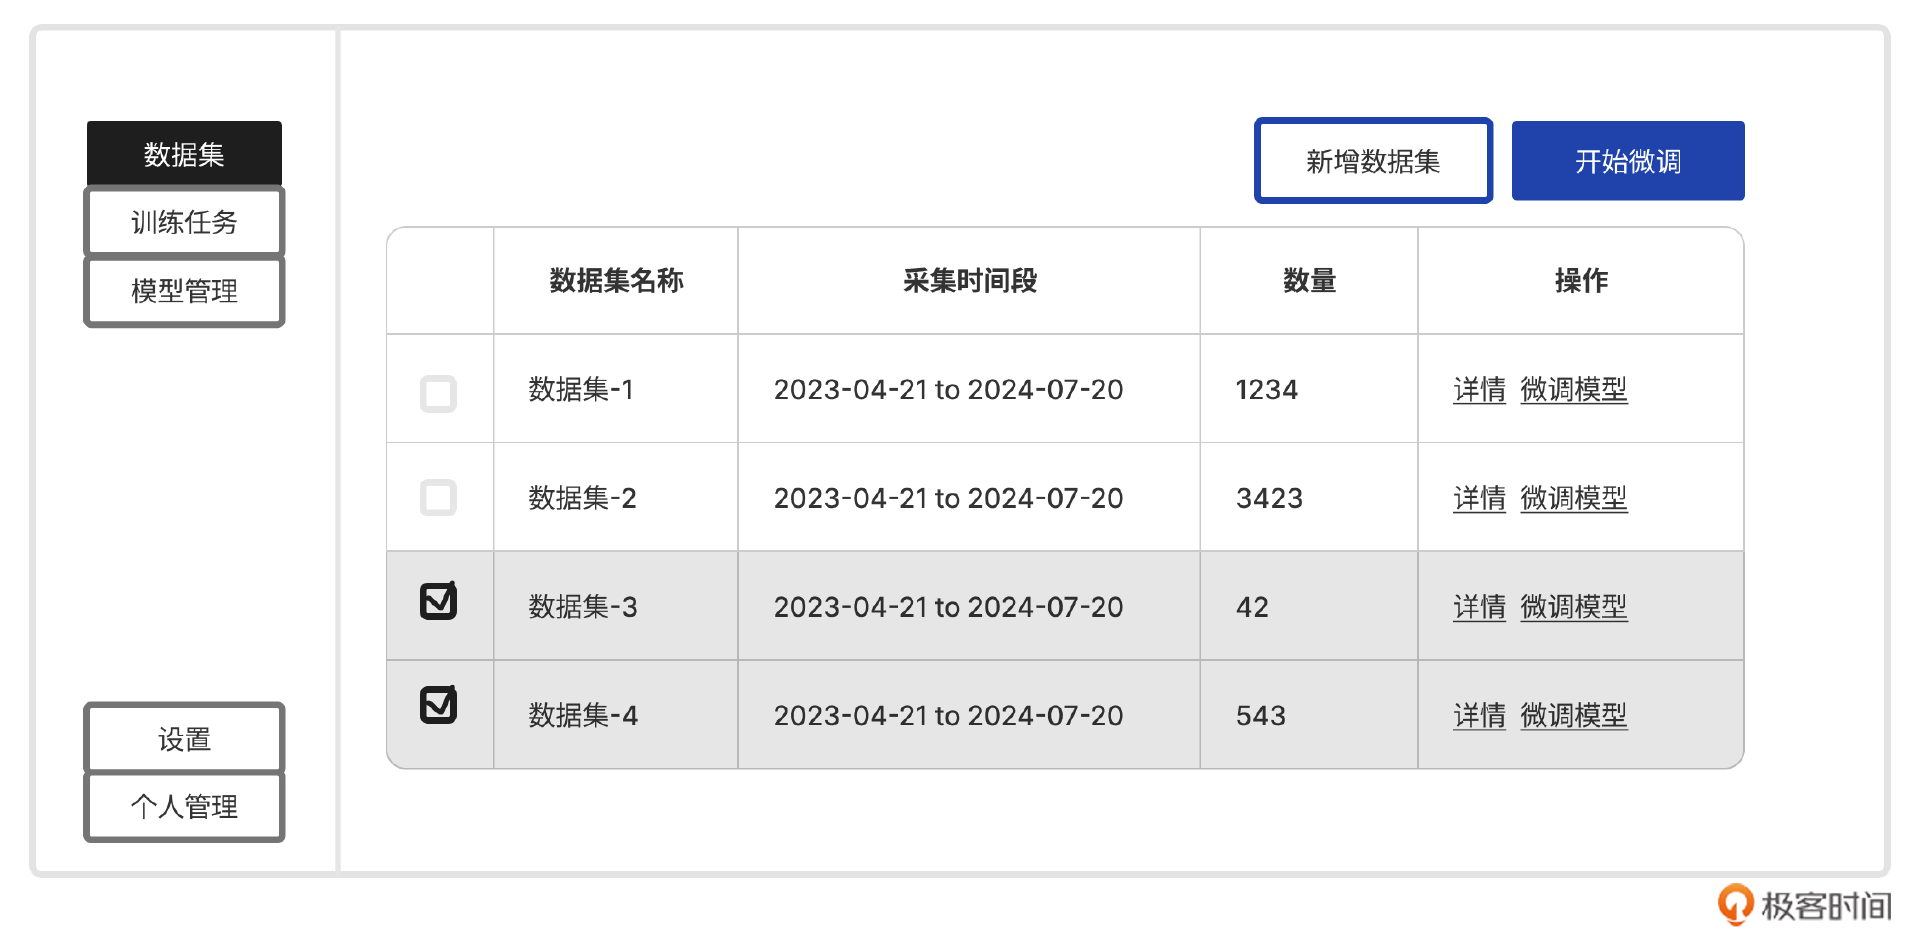 数据集
训练任务
模型管理
设置
个人管理
新增数据集 开始微调
数据集名称 采集时间段 数量 操作
数据集-1 2023-04-21 to 2024-07-20 1234 详情 微调模型
数据集-2 2023-04-21 to 2024-07-20 3423 详情 微调模型
数据集-3 2023-04-21 to 2024-07-20 42 详情 微调模型
数据集-4 2023-04-21 to 2024-07-20 543 详情 微调模型
极客时间